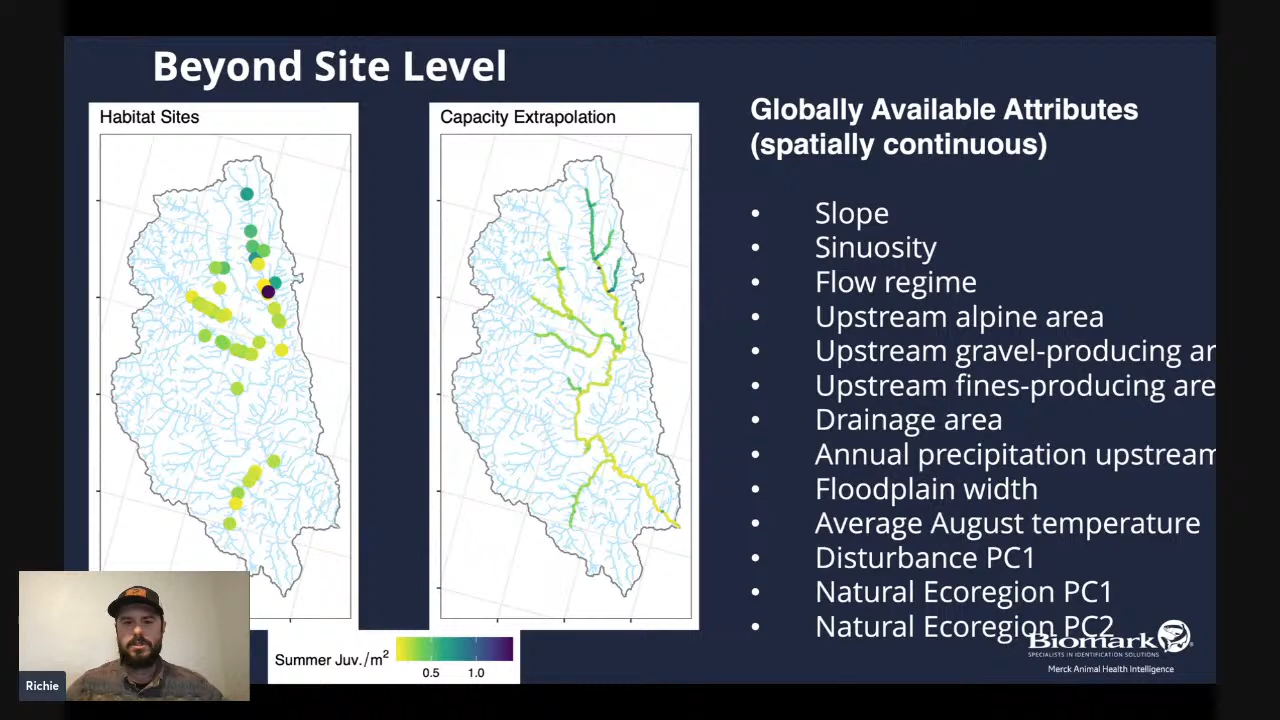 Beyond Site Level
Habitat Sites
Capacity Extrapolation
Summer Juv./m²
0.5 1.0
Globally Available Attributes
(spatially continuous)
• Slope
• Sinuosity
• Flow regime
• Upstream alpine area
• Upstream gravel-producing ar
• Upstream fines-producing are
• Drainage area
• Annual precipitation upstream
• Floodplain width
• Average August temperature
• Disturbance PC1
• Natural Ecoregion PC1
• Natural Ecoregion PC2
Biomark
SPECIALISTS IN IDENTIFICATION SOLUTIONS
Merck Animal Health Intelligence
Richie